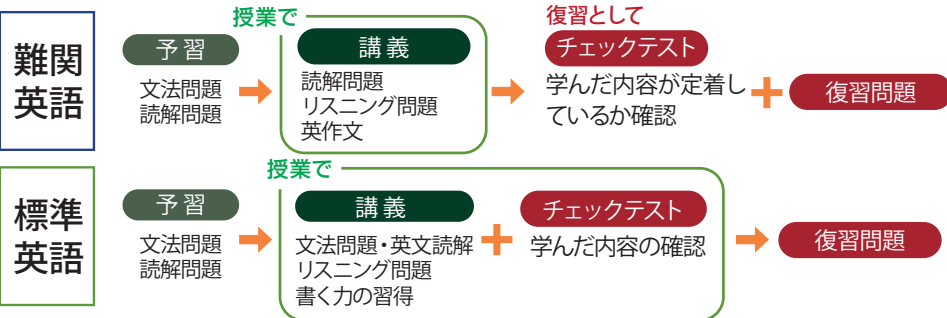 難関
英語
予習
文法問題
読解問題
授業で
講義
読解問題
リスニング問題
英作文
復習として
チェックテスト
学んだ内容が定着し
ているか確認
復習問題
標準
英語
予習
文法問題
読解問題
授業で
講義
文法問題・英文読解
リスニング問題
書く力の習得
チェックテスト
学んだ内容の確認
復習問題